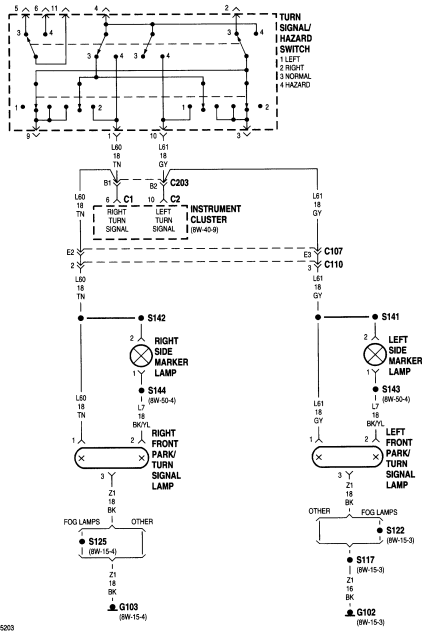 5 6 11 4 2
TURN
SIGNAL/
HAZARD
SWITCH
1 LEFT
2 RIGHT
3 NORMAL
4 HAZARD
3 4 3 4 3 4 3 4
1 2 1 2
9 1 10 3
L60
18
TN
L61
18
GY
B1 B2 C203
6 C1 10 C2
L60
18
TN
RIGHT
TURN
SIGNAL
LEFT
TURN
SIGNAL
INSTRUMENT
CLUSTER
(8W-40-9)
L61
18
GY
E2 E3 C107
2 3 C110
L60
18
TN
L61
18
GY
S142 S141
2
RIGHT
SIDE
MARKER
LAMP
1
2
LEFT
SIDE
MARKER
LAMP
1
S144
(8W-50-4)
S143
(8W-50-4)
L60
18
TN
L7
18
BK/YL
L61
18
GY
L7
18
BK/YL
1 2
RIGHT
FRONT
PARK/
TURN
SIGNAL
LAMP
1 2
LEFT
FRONT
PARK/
TURN
SIGNAL
LAMP
3 3
Z1
18
BK
Z1
18
BK
FOG LAMPS OTHER
OTHER FOG LAMPS
S125
(8W-15-4)
S122
(8W-15-3)
S117
(8W-15-3)
Z1
18
BK
Z1
16
BK
G103
(8W-15-4)
G102
(8W-15-3)
5203